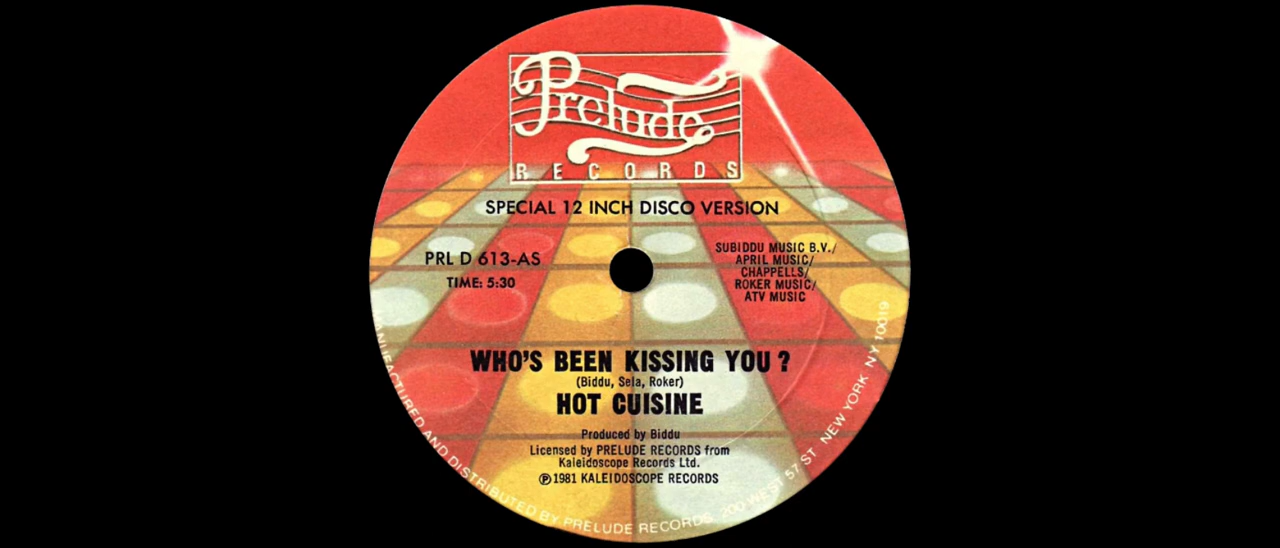 Prelude
RECORDS
SPECIAL 12 INCH DISCO VERSION
PRL D 613-AS
TIME: 5:30
SUBIDDU MUSIC B.V./
APRIL MUSIC/
CHAPPELLS/
ROKER MUSIC/
ATV MUSIC
WHO'S BEEN KISSING YOU?
(Biddu, Sela, Roker)
HOT CUISINE
Produced by Biddu
Licensed by PRELUDE RECORDS from
Kaleidoscope Records Ltd.
Ⓟ1981 KALEIDOSCOPE RECORDS
MANUFACTURED AND DISTRIBUTED BY PRELUDE RECORDS 200 WEST 57 ST NEW YORK NY 10019